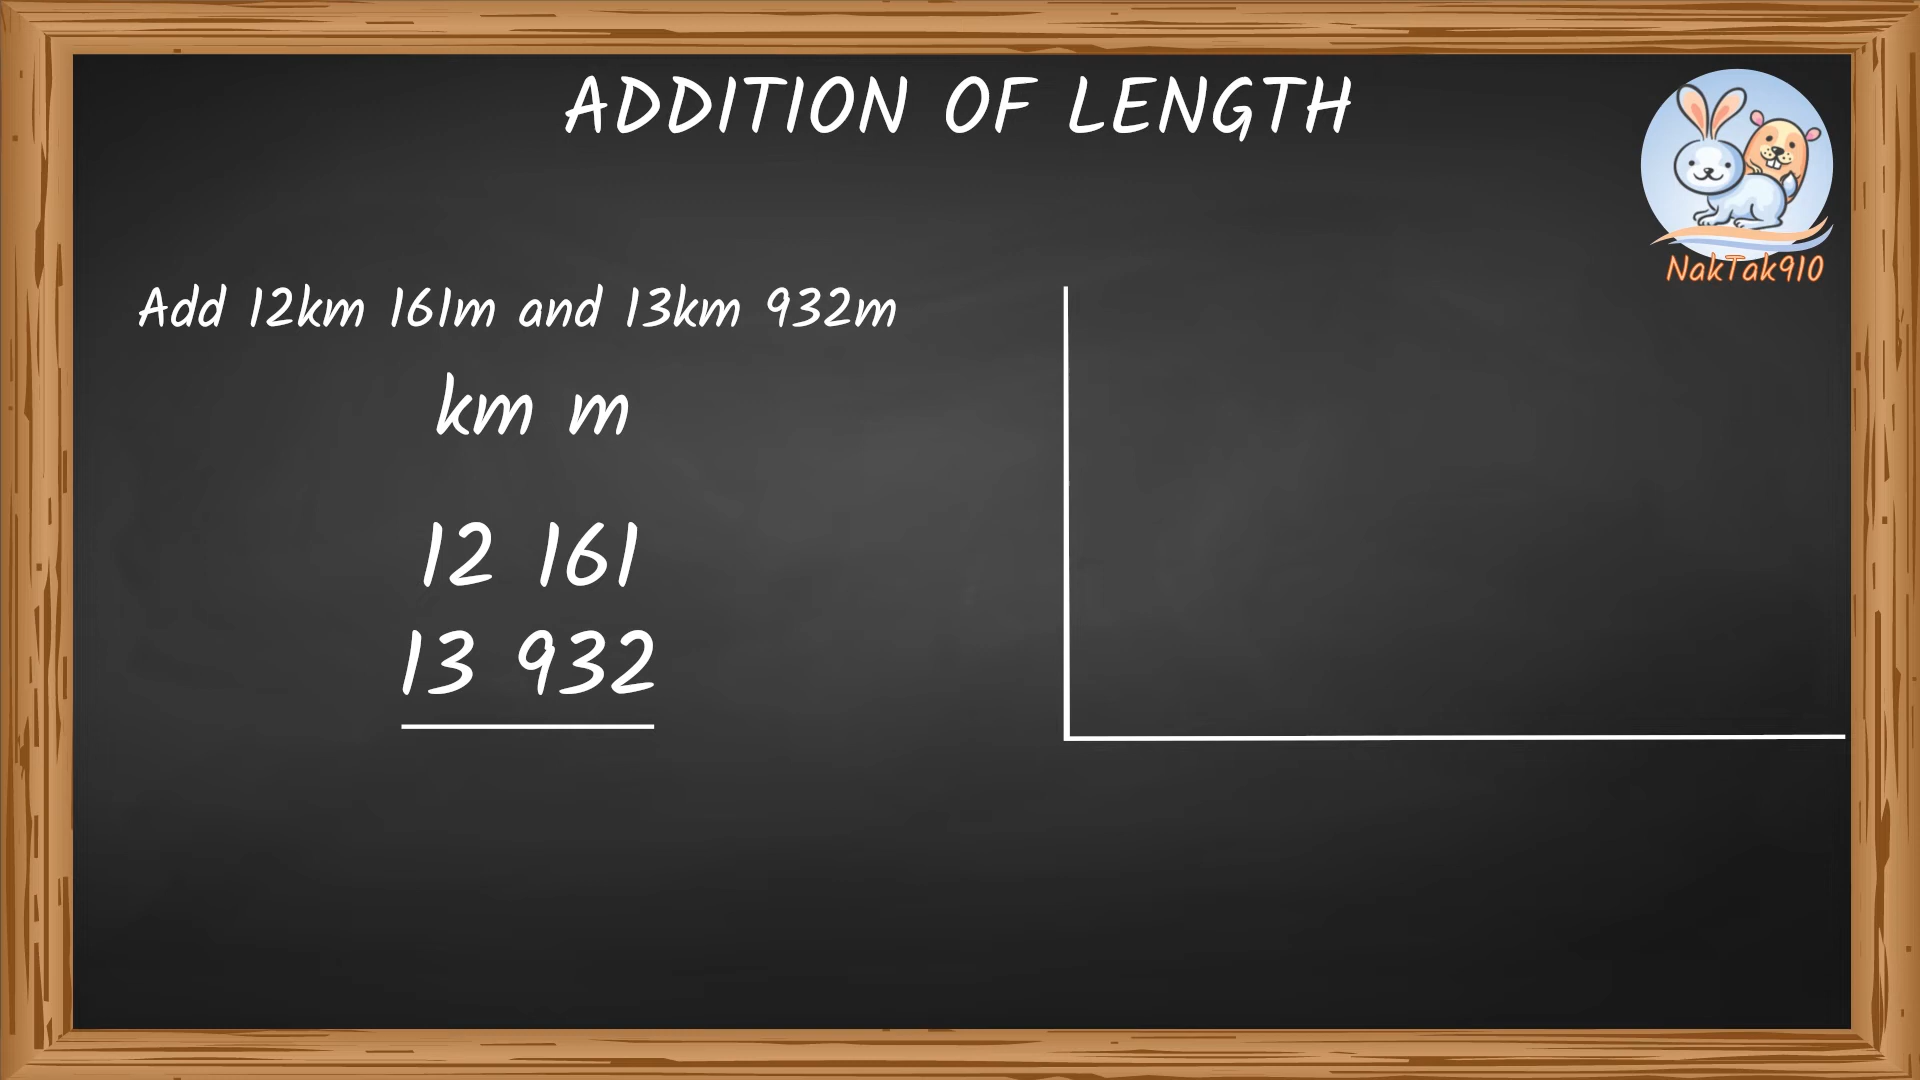 ADDITION OF LENGTH
NakTak910
Add 12km 161m and 13km 932m
km m
12 161
13 932